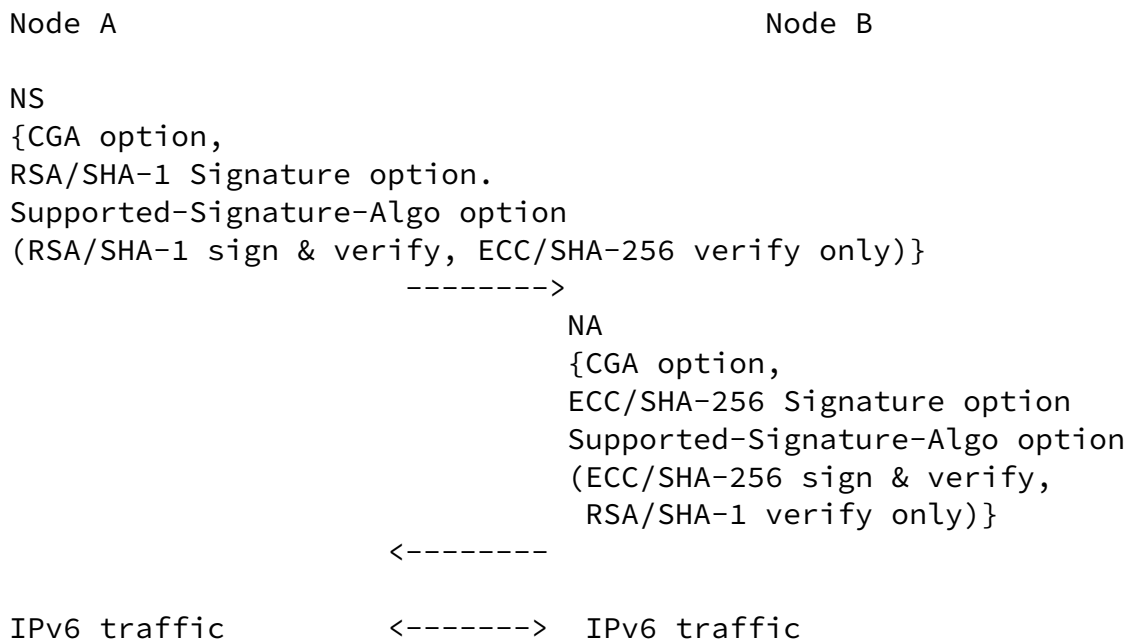 Node A Node B
NS
{CGA option,
RSA/SHA-1 Signature option.
Supported-Signature-Algo option
(RSA/SHA-1 sign & verify, ECC/SHA-256 verify only)}
-------->
NA
{CGA option,
ECC/SHA-256 Signature option
Supported-Signature-Algo option
(ECC/SHA-256 sign & verify,
RSA/SHA-1 verify only)}
<--------
IPv6 traffic <-------> IPv6 traffic